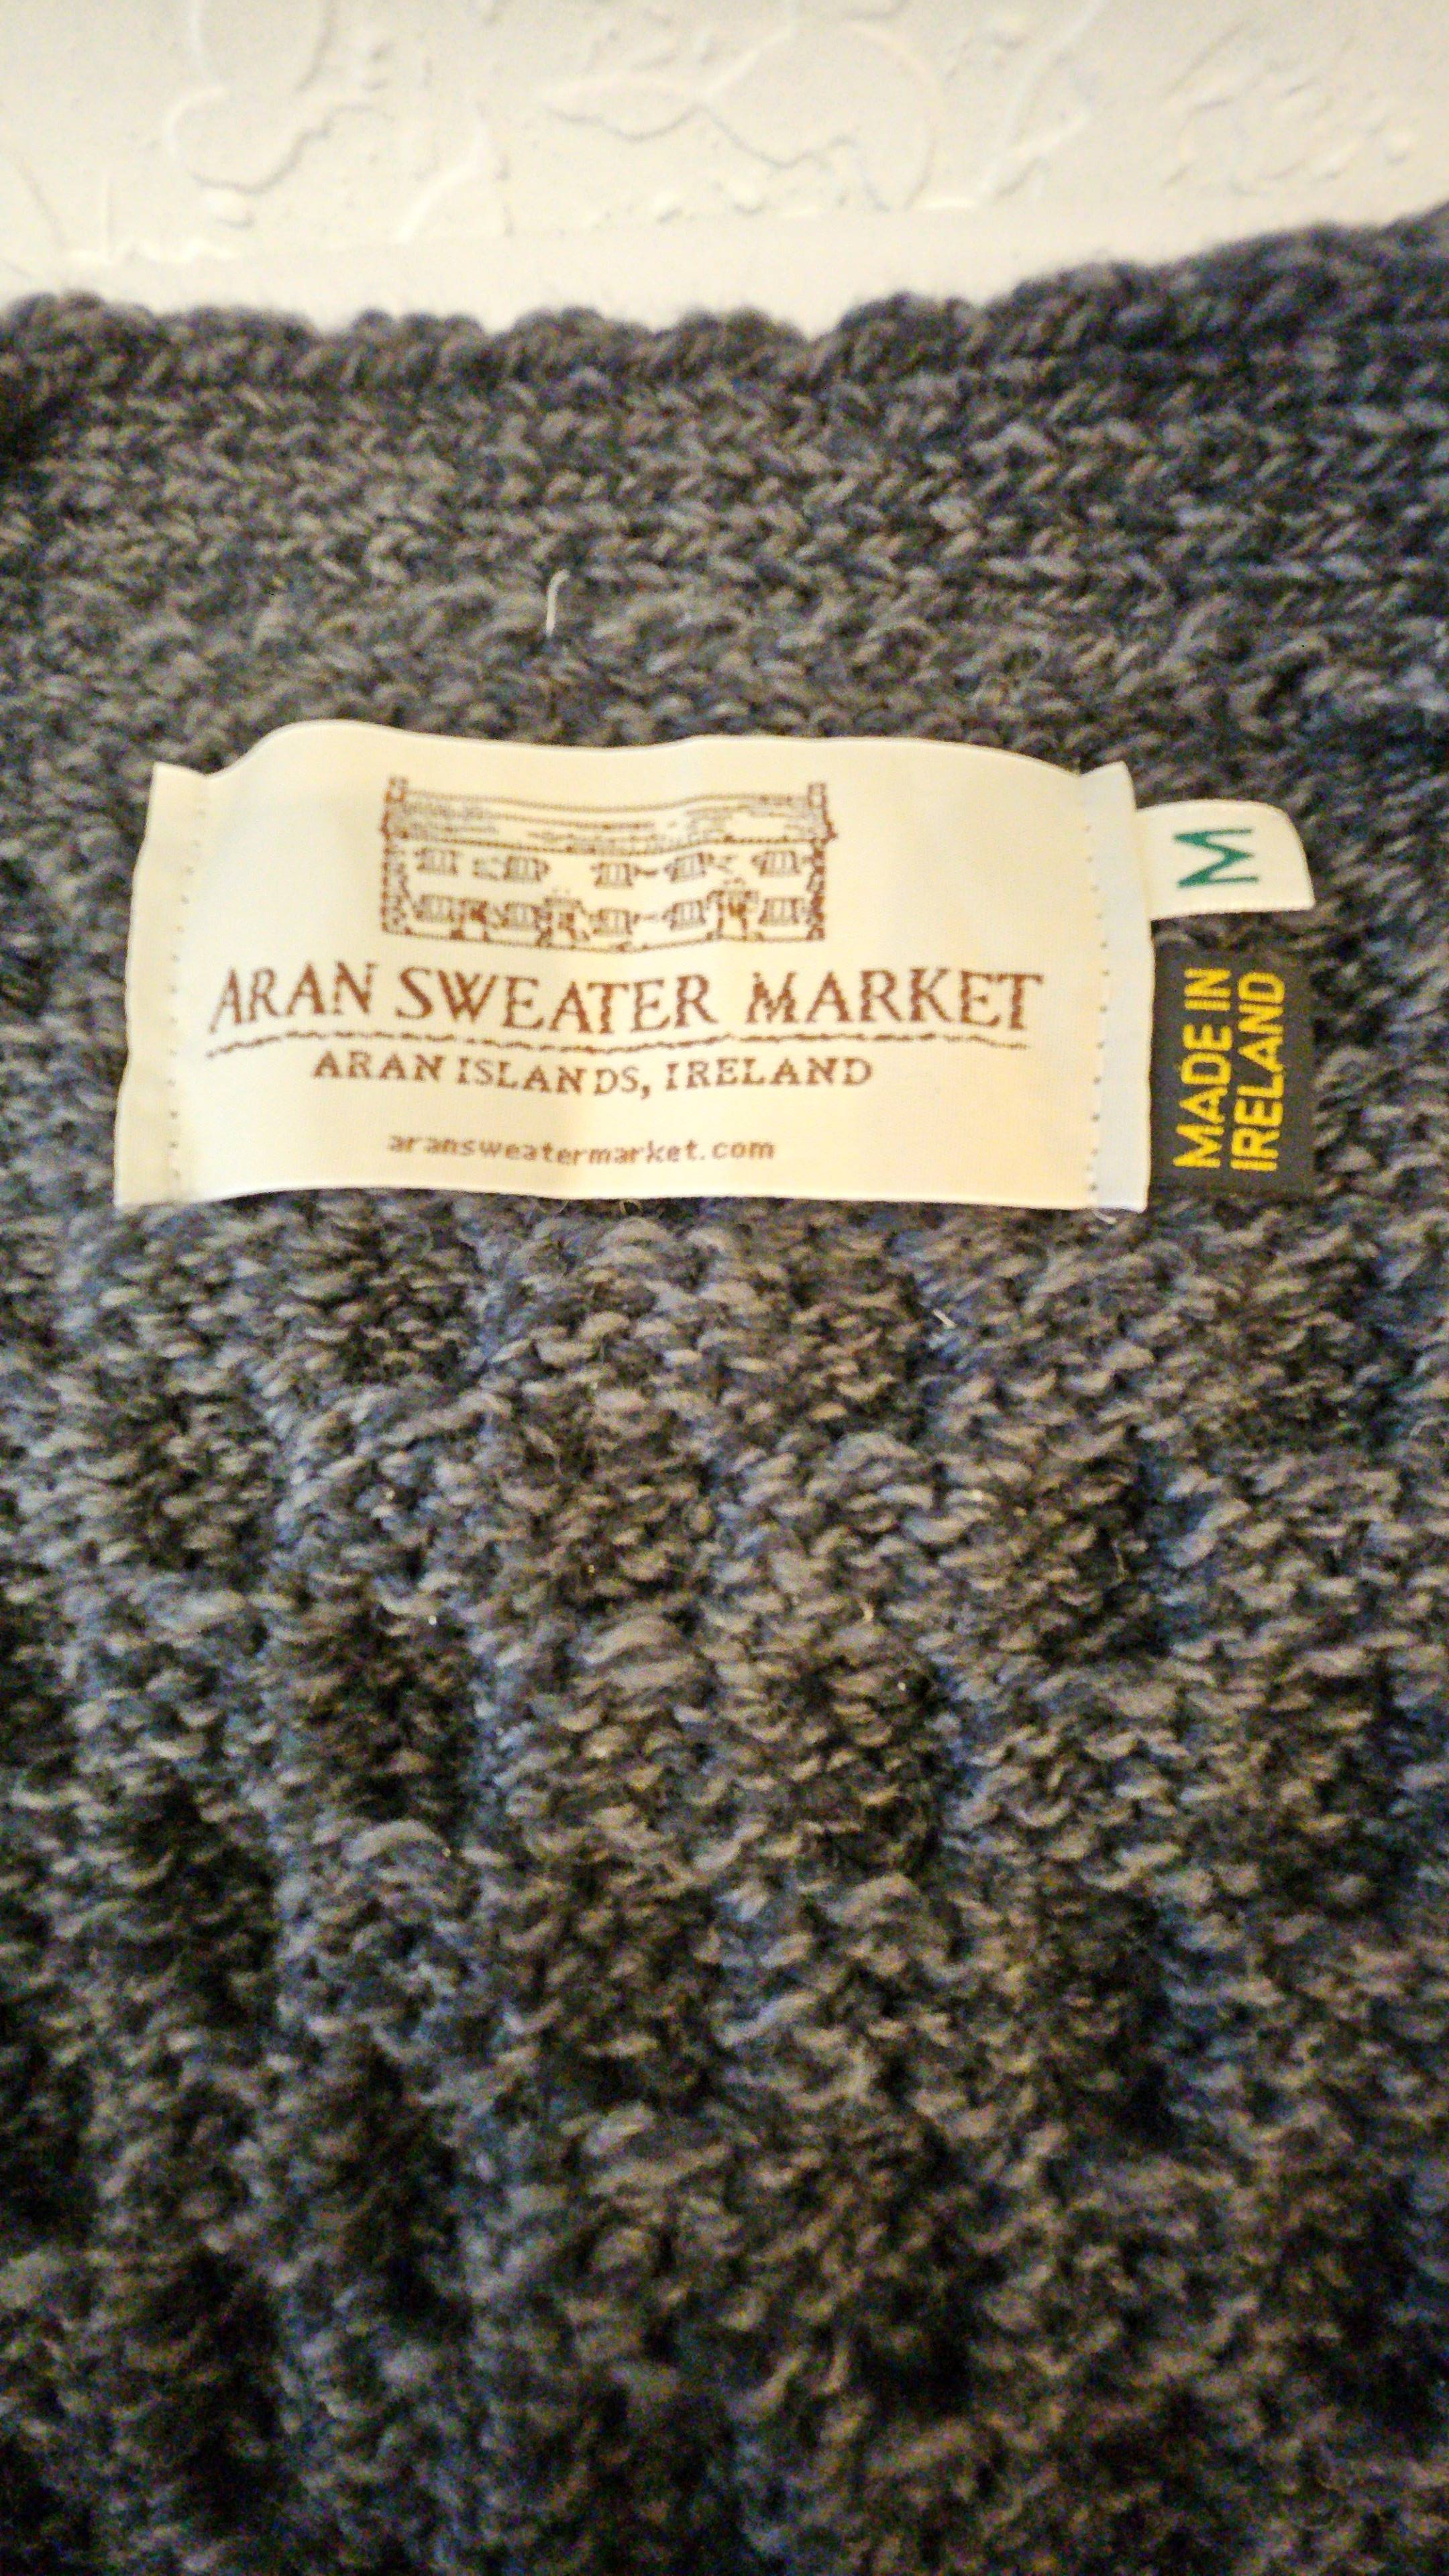 ARAN SWEATER MARKET
ARAN ISLANDS, IRELAND
aransweatermarket.com
M
MADE IN
IRELAND